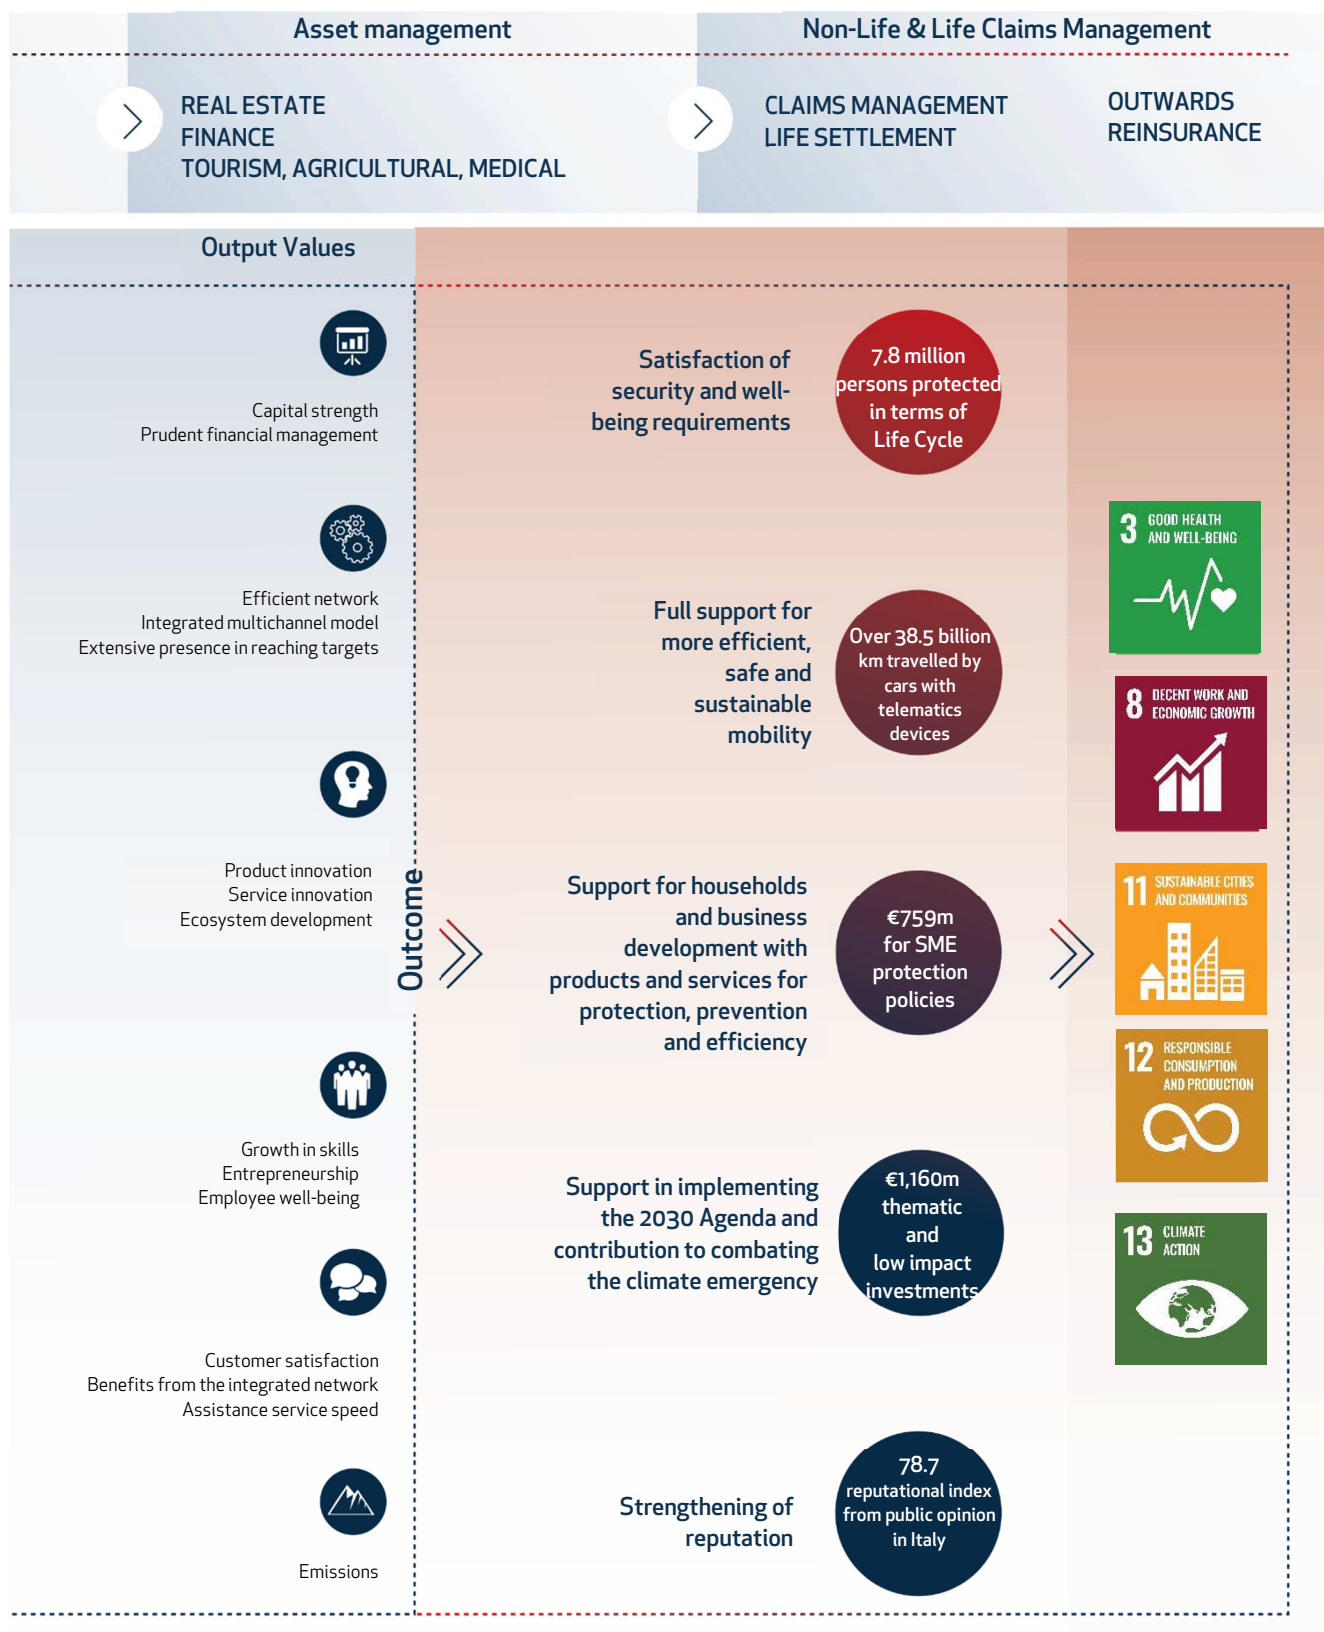 Asset management
Non-Life & Life Claims Management
REAL ESTATE
FINANCE
TOURISM, AGRICULTURAL, MEDICAL
CLAIMS MANAGEMENT
LIFE SETTLEMENT
OUTWARDS
REINSURANCE
Output Values
Capital strength
Prudent financial management
Efficient network
Integrated multichannel model
Extensive presence in reaching targets
Product innovation
Service innovation
Ecosystem development
Growth in skills
Entrepreneurship
Employee well-being
Customer satisfaction
Benefits from the integrated network
Assistance service speed
Emissions
Outcome
Satisfaction of
security and well-
being requirements
7.8 million
persons protected
in terms of
Life Cycle
Full support for
more efficient,
safe and
sustainable
mobility
Over 38.5 billion
km travelled by
cars with
telematics
devices
Support for households
and business
development with
products and services for
protection, prevention
and efficiency
€759m
for SME
protection
policies
Support in implementing
the 2030 Agenda and
contribution to combating
the climate emergency
€1,160m
thematic
and
low impact
investments
Strengthening of
reputation
78.7
reputational index
from public opinion
in Italy
3 GOOD HEALTH
AND WELL-BEING
8 DECENT WORK AND
ECONOMIC GROWTH
11 SUSTAINABLE CITIES
AND COMMUNITIES
12 RESPONSIBLE
CONSUMPTION
AND PRODUCTION
13 CLIMATE
ACTION